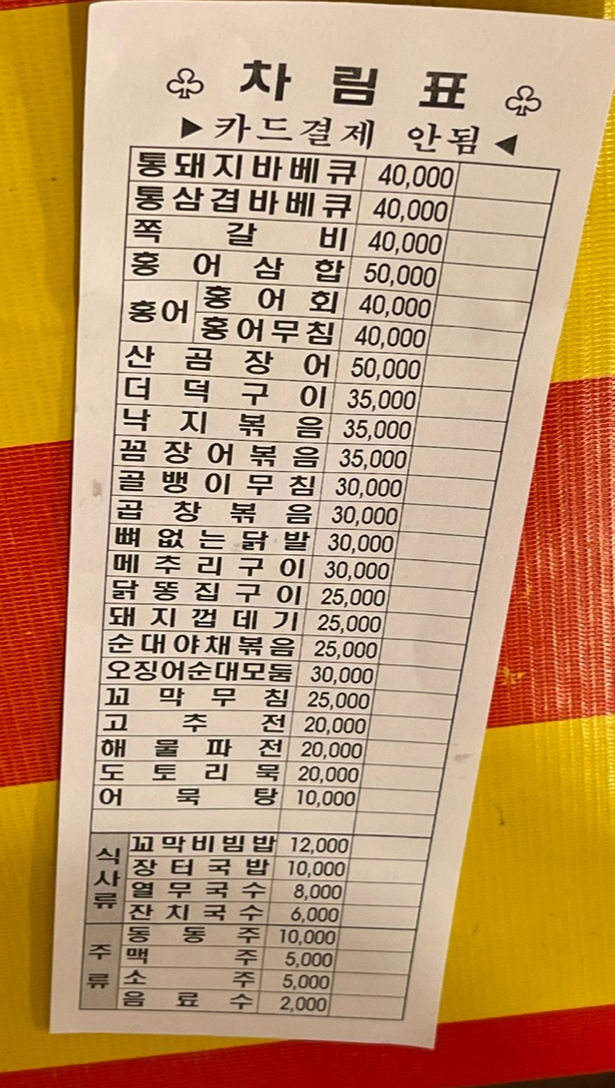 ♧ 차림표 ♧
▶카드결제 안됨◀
통돼지바베큐 40,000
통삼겹바베큐 40,000
쪽갈비 40,000
홍어삼합 50,000
홍어 홍어회 40,000
홍어무침 40,000
산곰장어 50,000
더덕구이 35,000
낙지볶음 35,000
꼼장어볶음 35,000
골뱅이무침 30,000
곱창볶음 30,000
뼈없는닭발 30,000
메추리구이 30,000
닭똥집구이 25,000
돼지껍데기 25,000
순대야채볶음 25,000
오징어순대모둠 30,000
꼬막무침 25,000
고추전 20,000
해물파전 20,000
도토리묵 20,000
어묵탕 10,000
식사류
꼬막비빔밥 12,000
장터국밥 10,000
열무국수 8,000
잔치국수 6,000
주류
동동주 10,000
맥주 5,000
소주 5,000
음료수 2,000